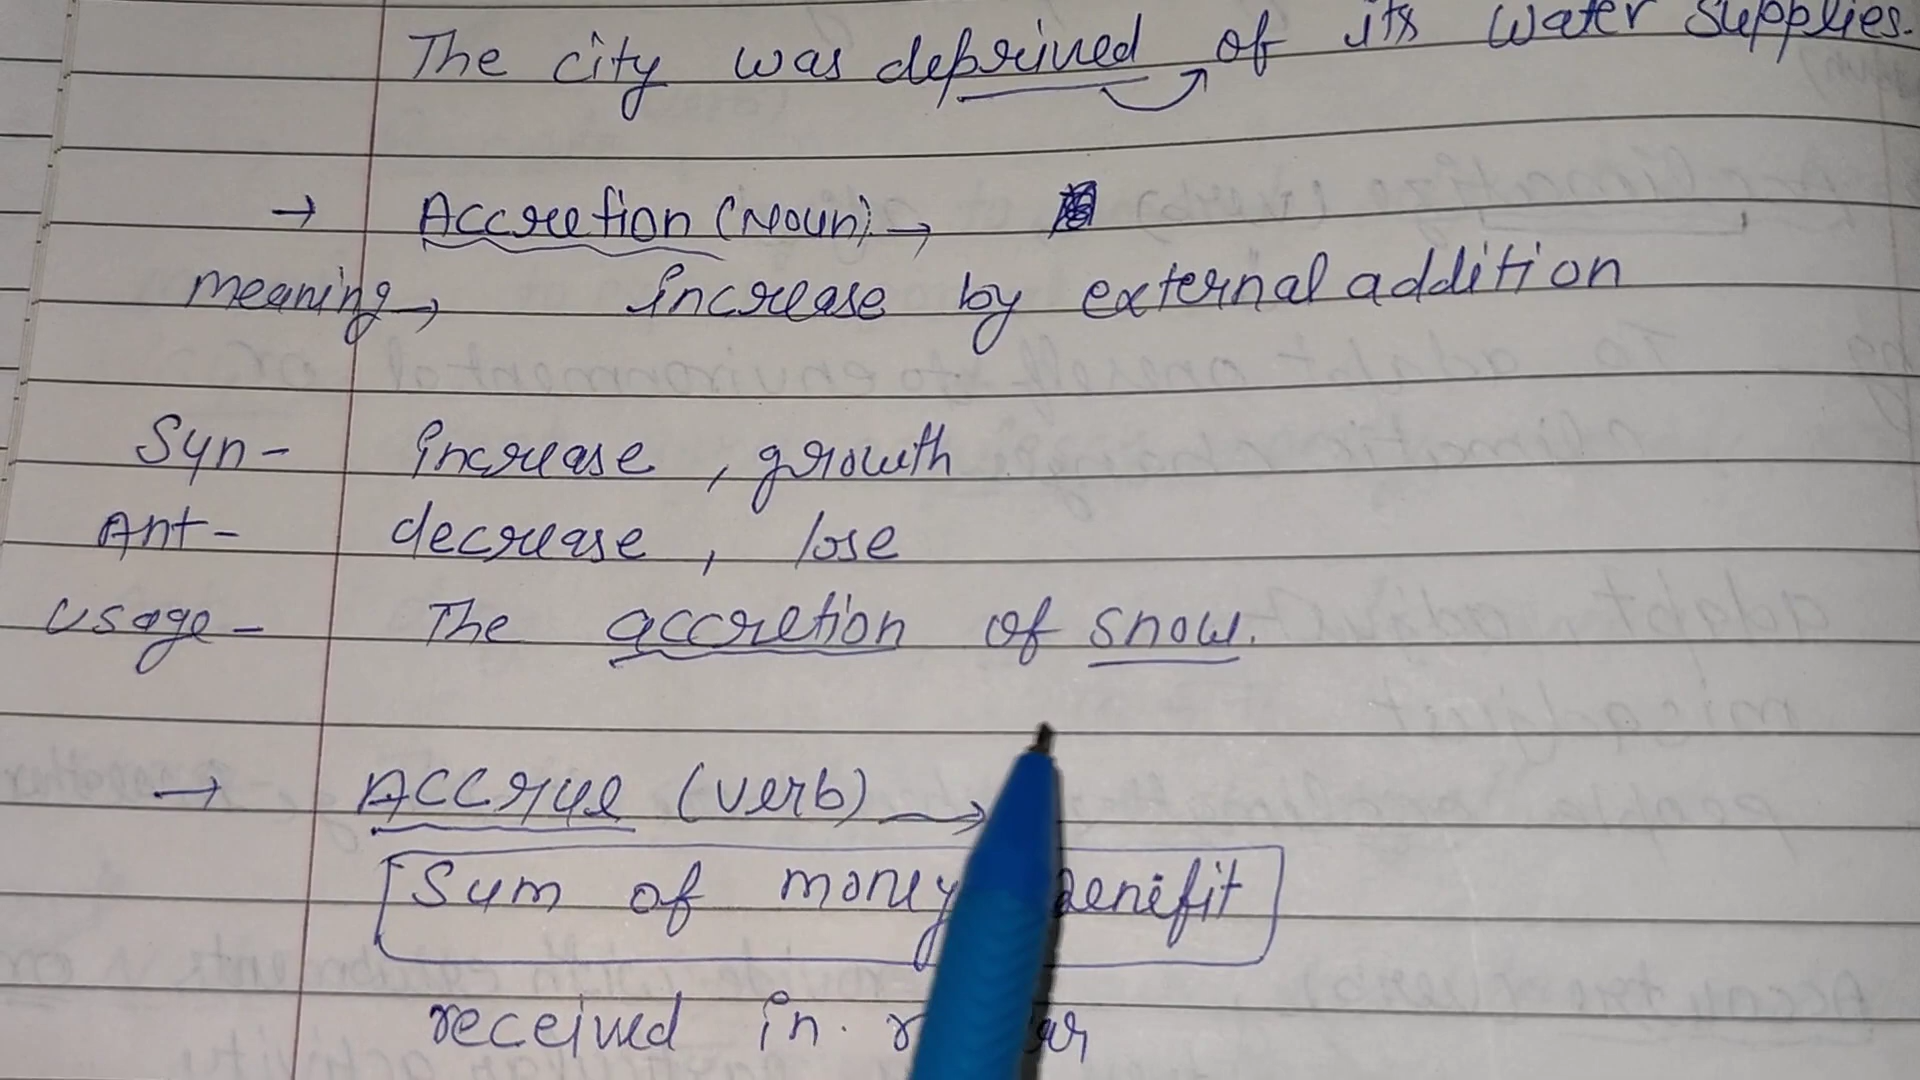 The city was deprived of its water supplies.
→ Accretion (Noun) →
meaning → increase by external addition
Syn- increase, growth
Ant- decrease, lose
Usage- The accretion of snow.
→ Accrue (verb) →
Sum of money benefit
received in